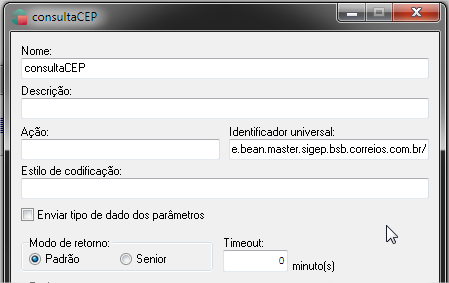 consultaCEP
Nome:
consultaCEP
Descrição:
Ação: Identificador universal:
e.bean.master.sigep.bsb.correios.com.br/
Estilo de codificação:
Enviar tipo de dado dos parâmetros
Modo de retorno: Timeout:
Padrão Senior 0 minuto(s)